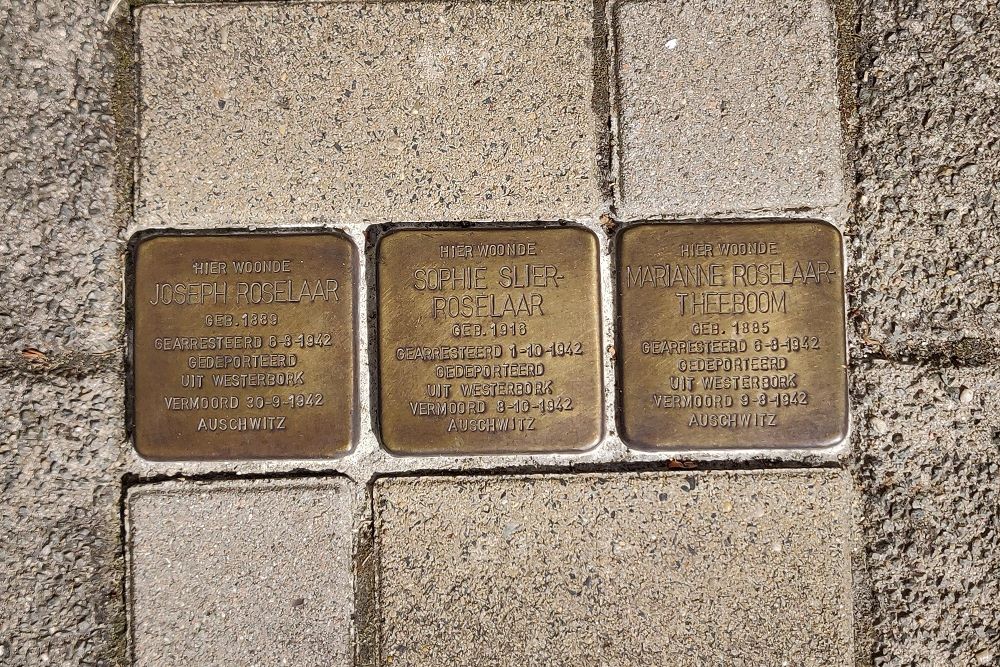 HIER WOONDE
JOSEPH ROSELAAR
GEB. 1889
GEARRESTEERD 6-8-1942
GEDEPORTEERD
UIT WESTERBORK
VERMOORD 30-9-1942
AUSCHWITZ
HIER WOONDE
SOPHIE SLIER-
ROSELAAR
GEB. 1916
GEARRESTEERD 1-10-1942
GEDEPORTEERD
UIT WESTERBORK
VERMOORD 8-10-1942
AUSCHWITZ
HIER WOONDE
MARIANNE ROSELAAR-
THEEBOOM
GEB. 1885
GEARRESTEERD 6-8-1942
GEDEPORTEERD
UIT WESTERBORK
VERMOORD 9-8-1942
AUSCHWITZ